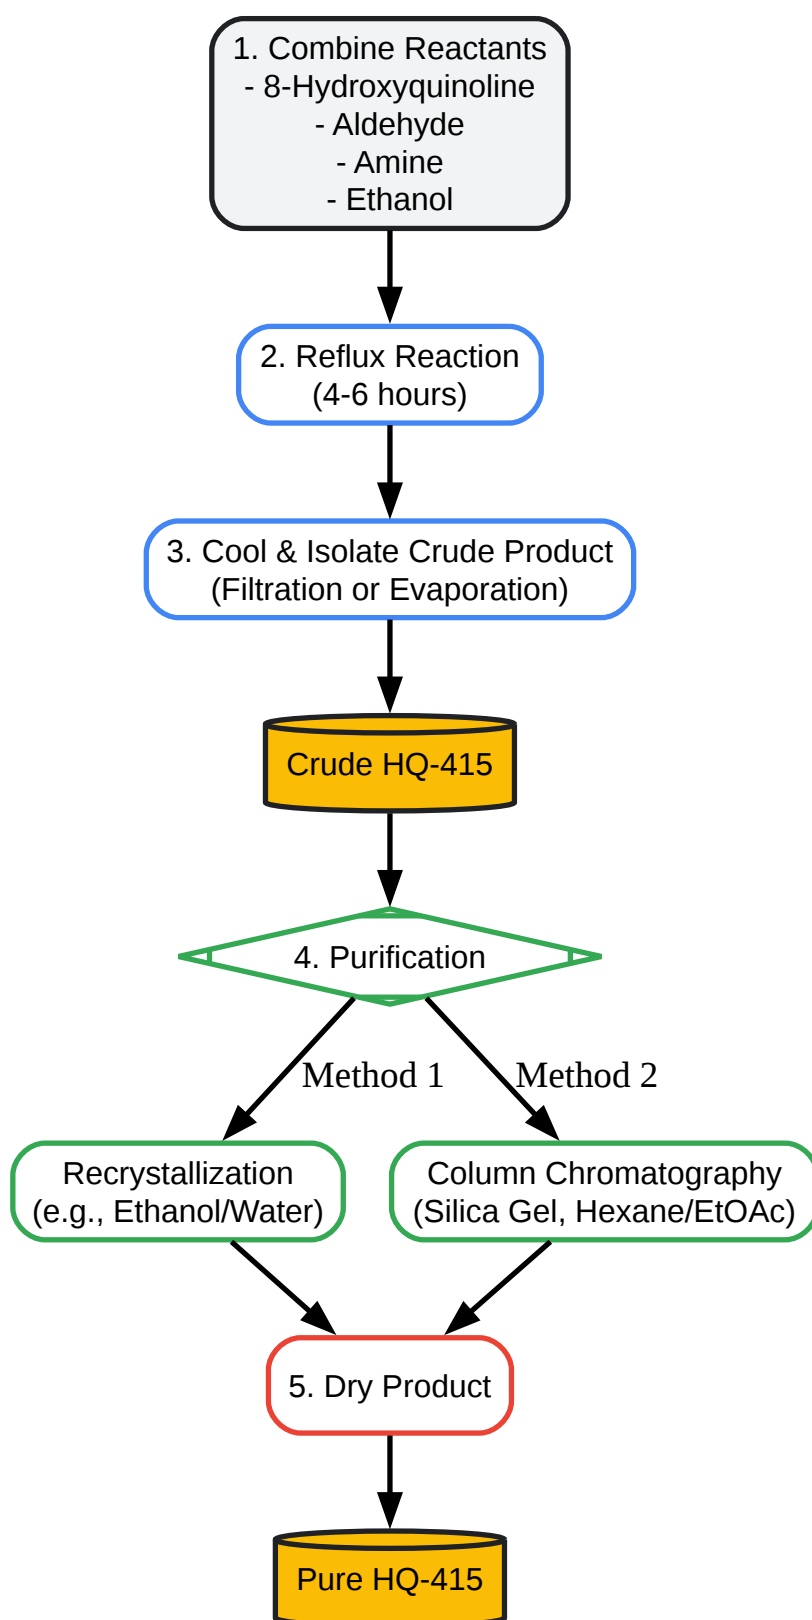 1. Combine Reactants
- 8-Hydroxyquinoline
- Aldehyde
- Amine
- Ethanol
2. Reflux Reaction
(4-6 hours)
3. Cool & Isolate Crude Product
(Filtration or Evaporation)
Crude HQ-415
4. Purification
Method 1
Method 2
Recrystallization
(e.g., Ethanol/Water)
Column Chromatography
(Silica Gel, Hexane/EtOAc)
5. Dry Product
Pure HQ-415